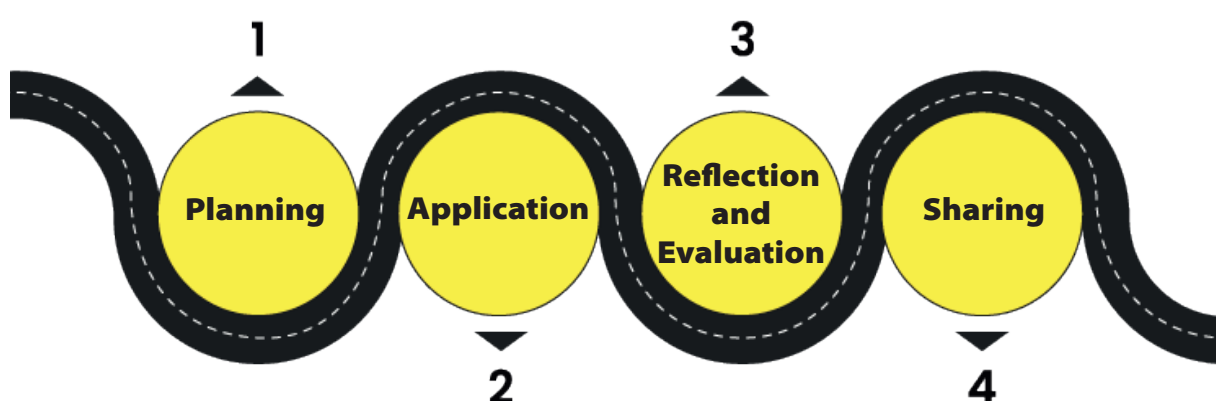 1
3
Planning
Application
Reflection
and
Evaluation
Sharing
2
4